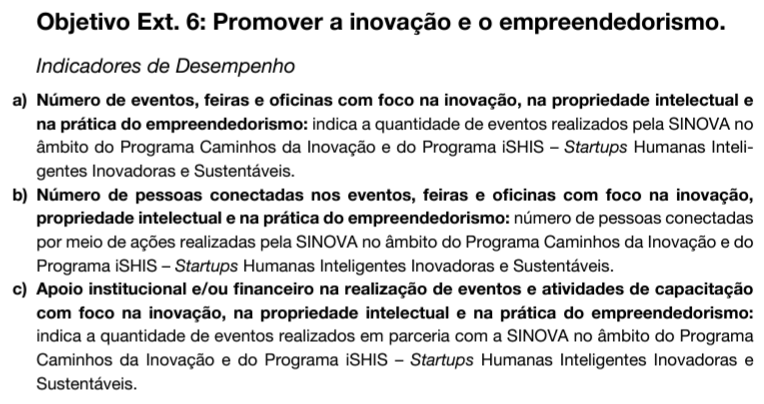 Objetivo Ext. 6: Promover a inovação e o empreendedorismo.
Indicadores de Desempenho
a) Número de eventos, feiras e oficinas com foco na inovação, na propriedade intelectual e
na prática do empreendedorismo: indica a quantidade de eventos realizados pela SINOVA no
âmbito do Programa Caminhos da Inovação e do Programa iSHIS – Startups Humanas Inteli-
gentes Inovadoras e Sustentáveis.
b) Número de pessoas conectadas nos eventos, feiras e oficinas com foco na inovação,
propriedade intelectual e na prática do empreendedorismo: número de pessoas conectadas
por meio de ações realizadas pela SINOVA no âmbito do Programa Caminhos da Inovação e do
Programa iSHIS – Startups Humanas Inteligentes Inovadoras e Sustentáveis.
c) Apoio institucional e/ou financeiro na realização de eventos e atividades de capacitação
com foco na inovação, na propriedade intelectual e na prática do empreendedorismo:
indica a quantidade de eventos realizados em parceria com a SINOVA no âmbito do Programa
Caminhos da Inovação e do Programa iSHIS – Startups Humanas Inteligentes Inovadoras e
Sustentáveis.